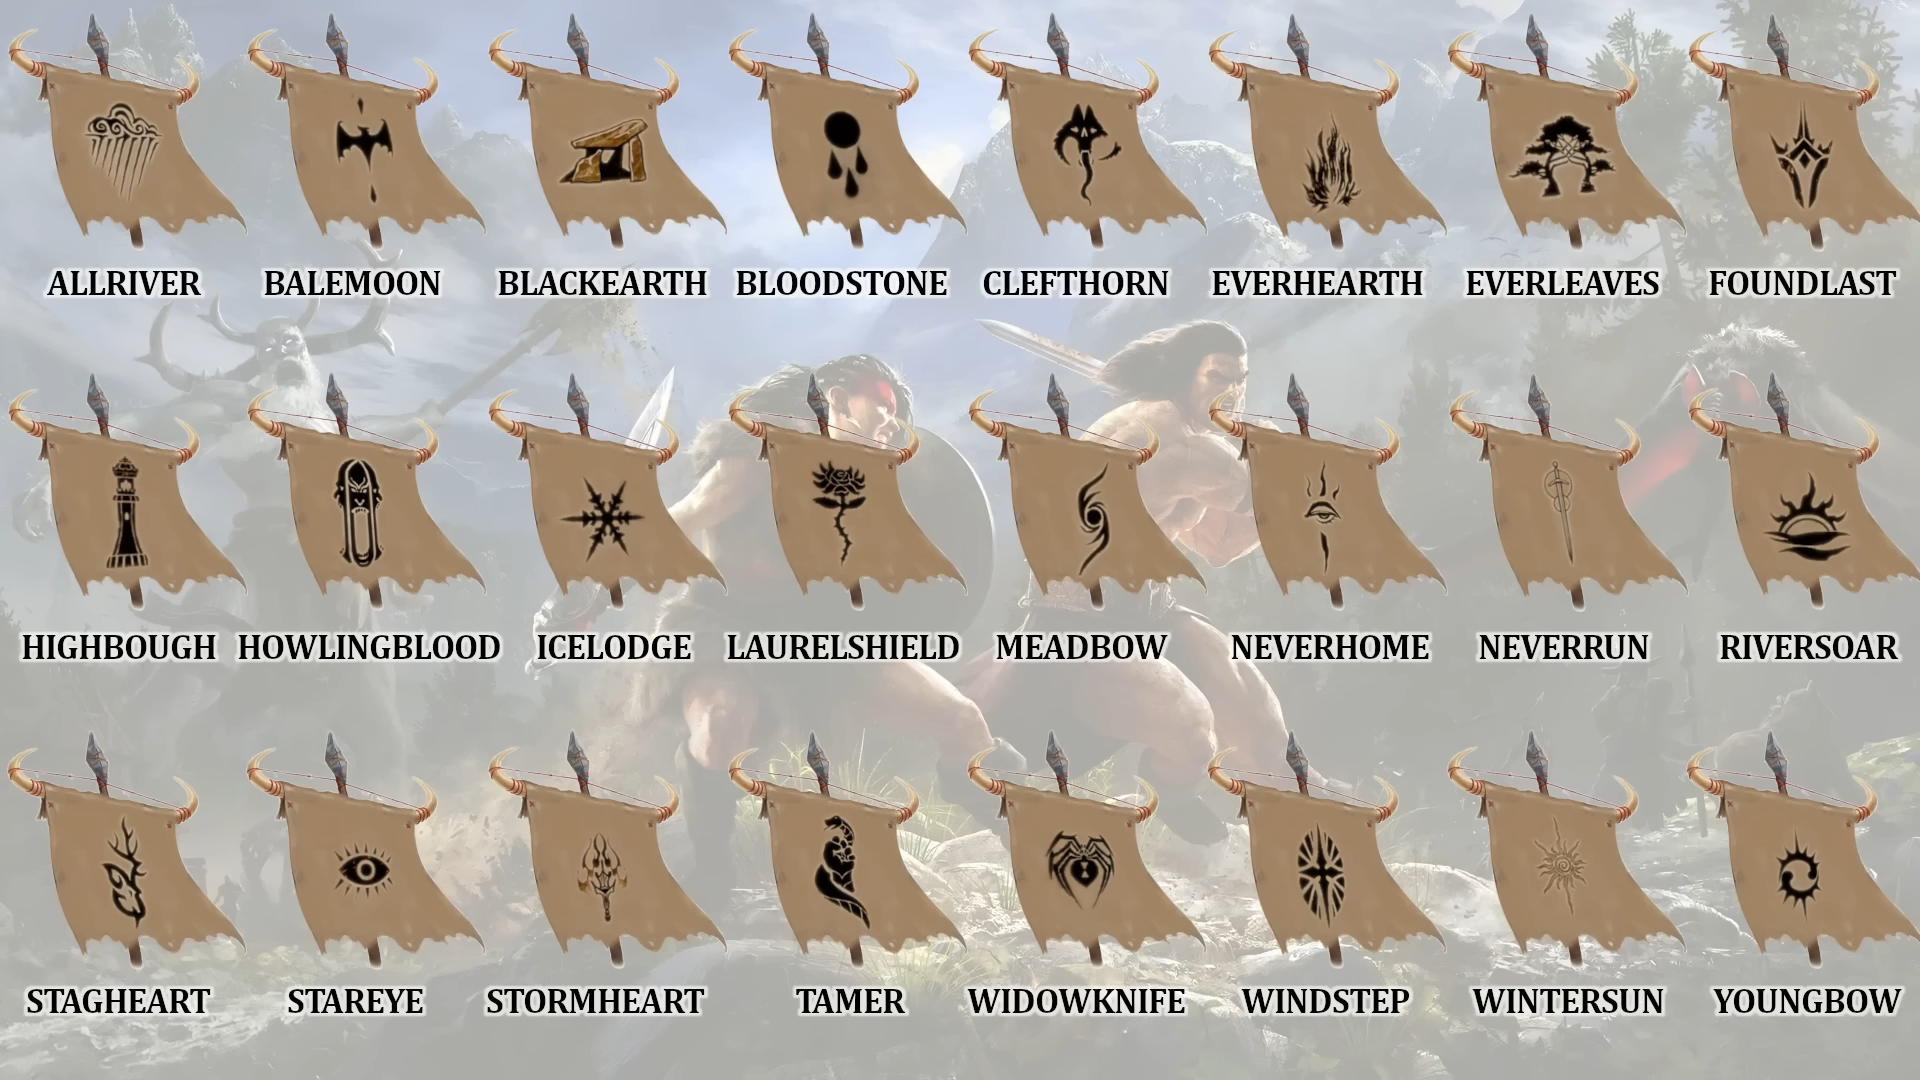 ALLRIVER BALEMOON BLACKEARTH BLOODSTONE CLEFTHORN EVERHEARTH EVERLEAVES FOUNDLAST
HIGHBOUGH HOWLINGBLOOD ICELODGE LAURELSHIELD MEADBOW NEVERHOME NEVERRUN RIVERSOAR
STAGHEART STAREYE STORMHEART TAMER WIDOWKNIFE WINDSTEP WINTERSUN YOUNGBOW